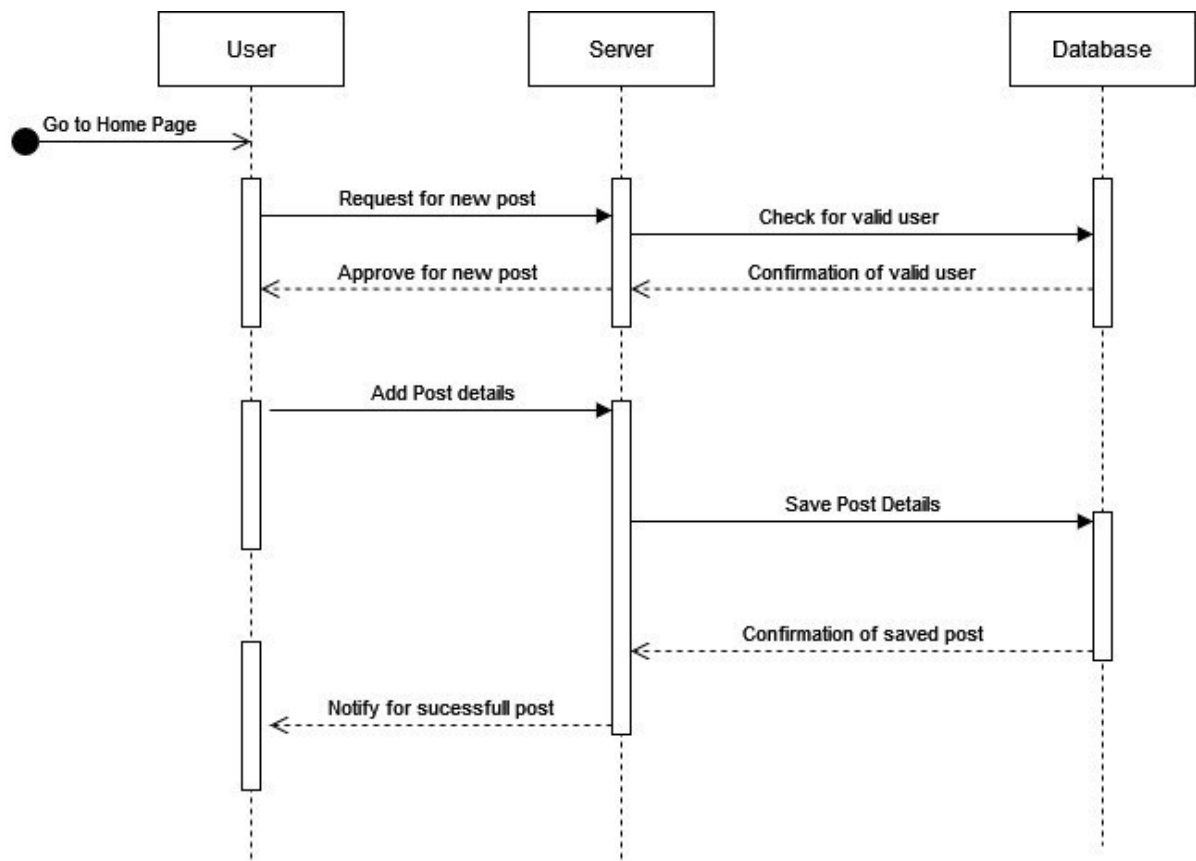 User
Server
Database
Go to Home Page
Request for new post
Check for valid user
Approve for new post
Confirmation of valid user
Add Post details
Save Post Details
Confirmation of saved post
Notify for sucessfull post